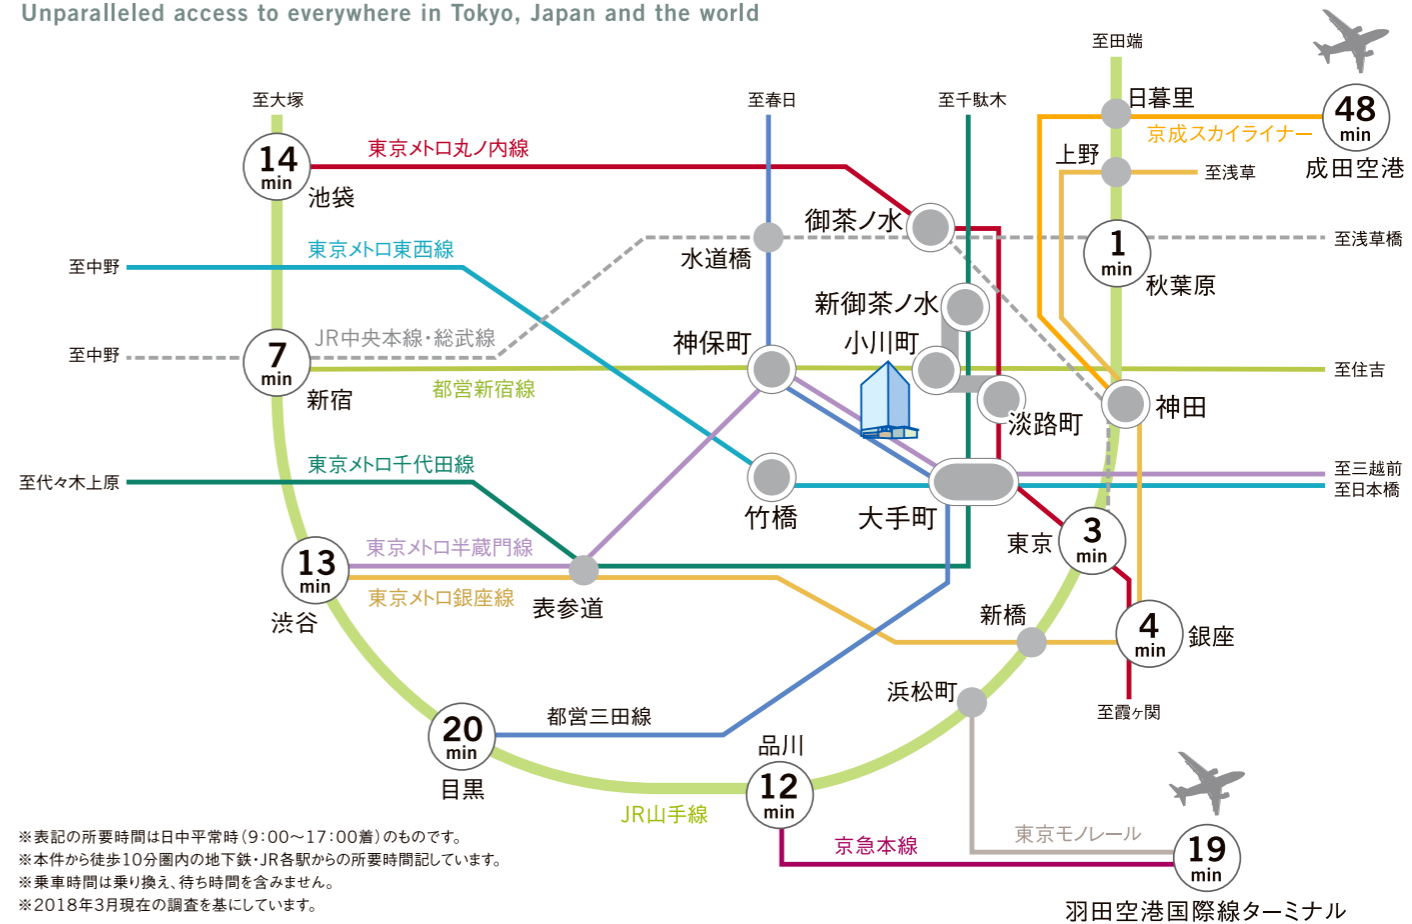 Unparalleled access to everywhere in Tokyo, Japan and the world
至田端
至大塚
至春日
至千駄木
日暮里
48
min
京成スカイライナー
成田空港
14
min
東京メトロ丸ノ内線
上野
至浅草
池袋
御茶ノ水
東京メトロ東西線
至中野
水道橋
1
min
秋葉原
至浅草橋
新御茶ノ水
JR中央本線・総武線
神保町
小川町
至中野
7
min
新宿
都営新宿線
至住吉
淡路町
神田
東京メトロ千代田線
至代々木上原
竹橋
大手町
至三越前
至日本橋
東京メトロ半蔵門線
東京
3
min
13
min
渋谷
東京メトロ銀座線
表参道
新橋
4
min
銀座
浜松町
至霞ヶ関
都営三田線
20
min
目黒
品川
12
min
JR山手線
京急本線
東京モノレール
19
min
羽田空港国際線ターミナル
※表記の所要時間は日中平常時(9:00〜17:00着)のものです。
※本件から徒歩10分圏内の地下鉄・JR各駅からの所要時間記しています。
※乗車時間は乗り換え、待ち時間を含みません。
※2018年3月現在の調査を基にしています。